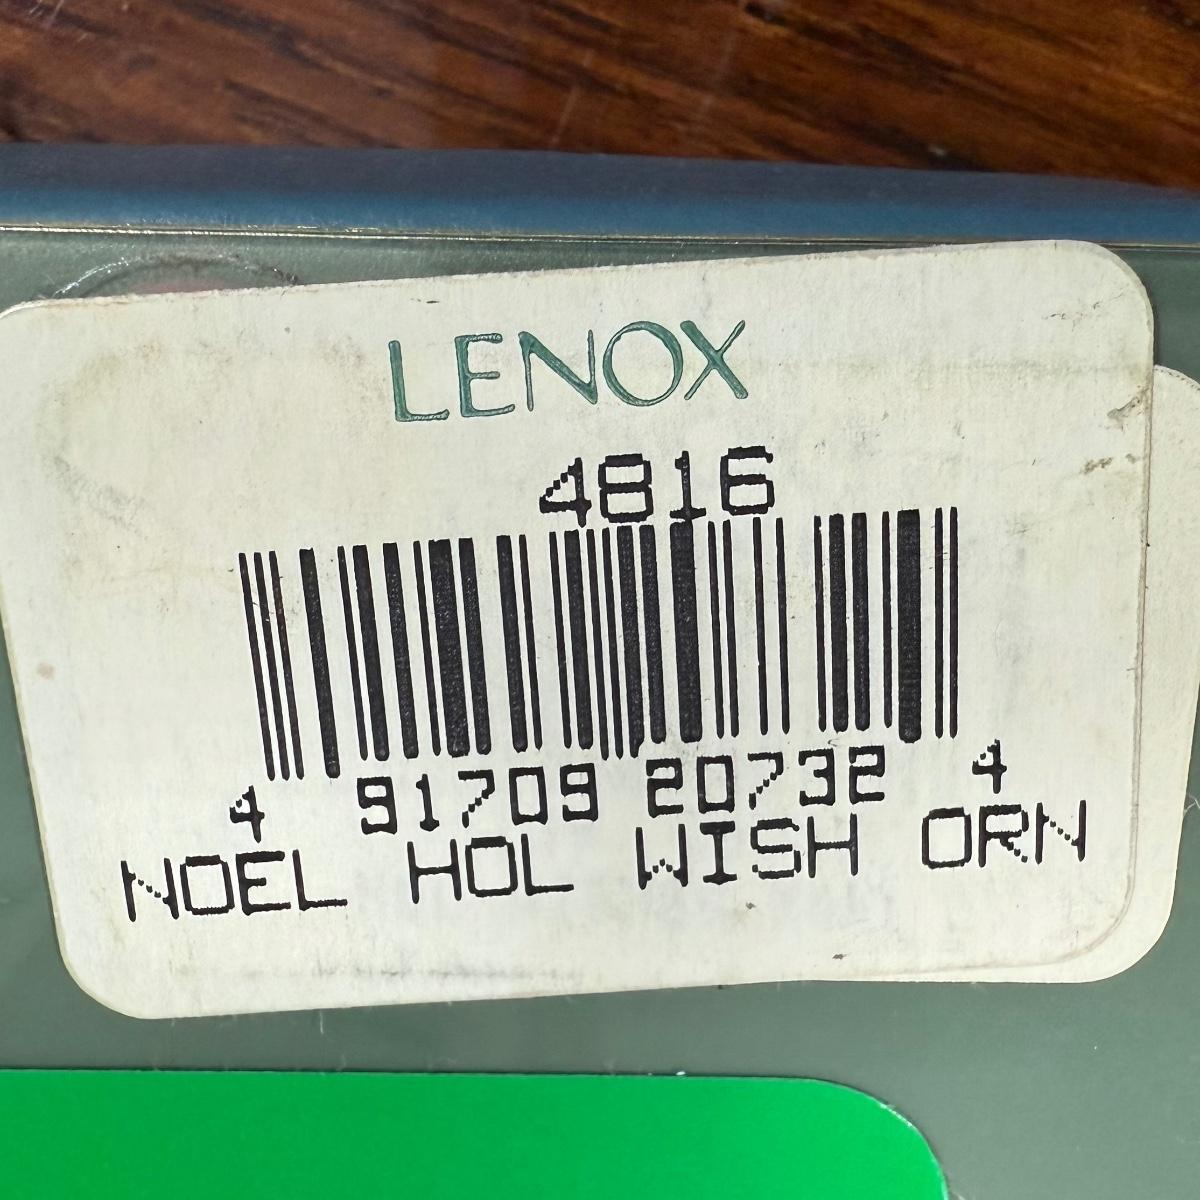 LENOX
4816
4 91709 20732 4
NOEL HOL WISH ORN